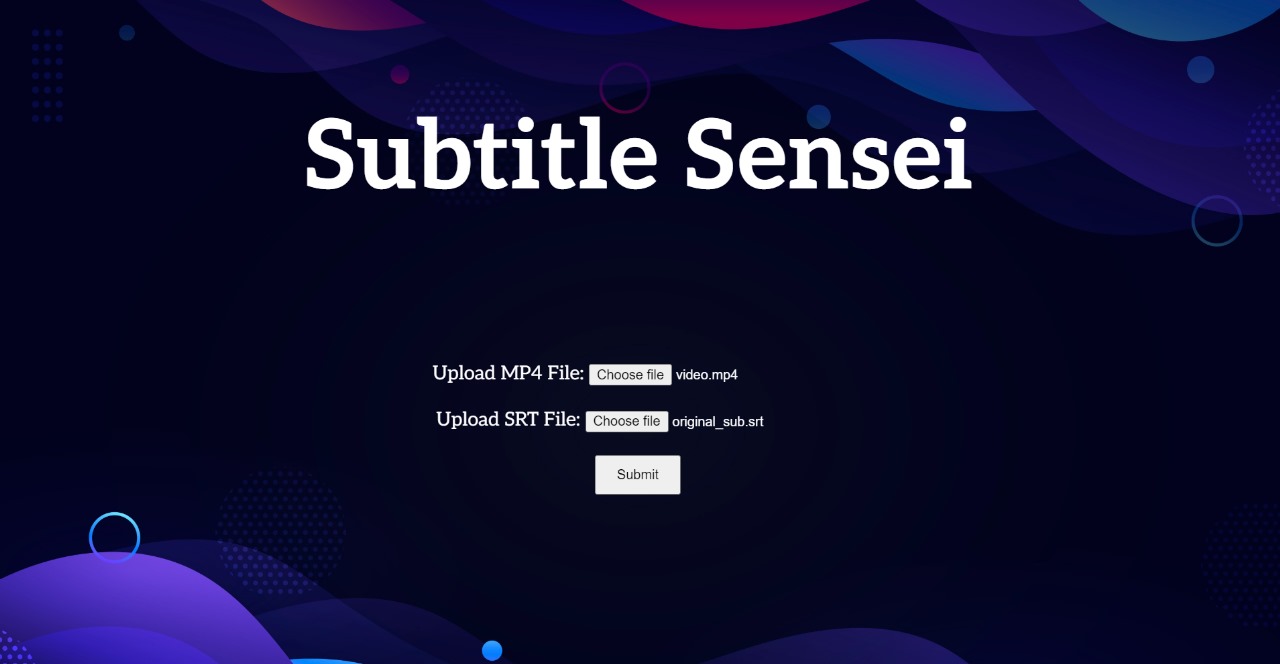 Subtitle Sensei
Upload MP4 File: Choose file video.mp4
Upload SRT File: Choose file original_sub.srt
Submit